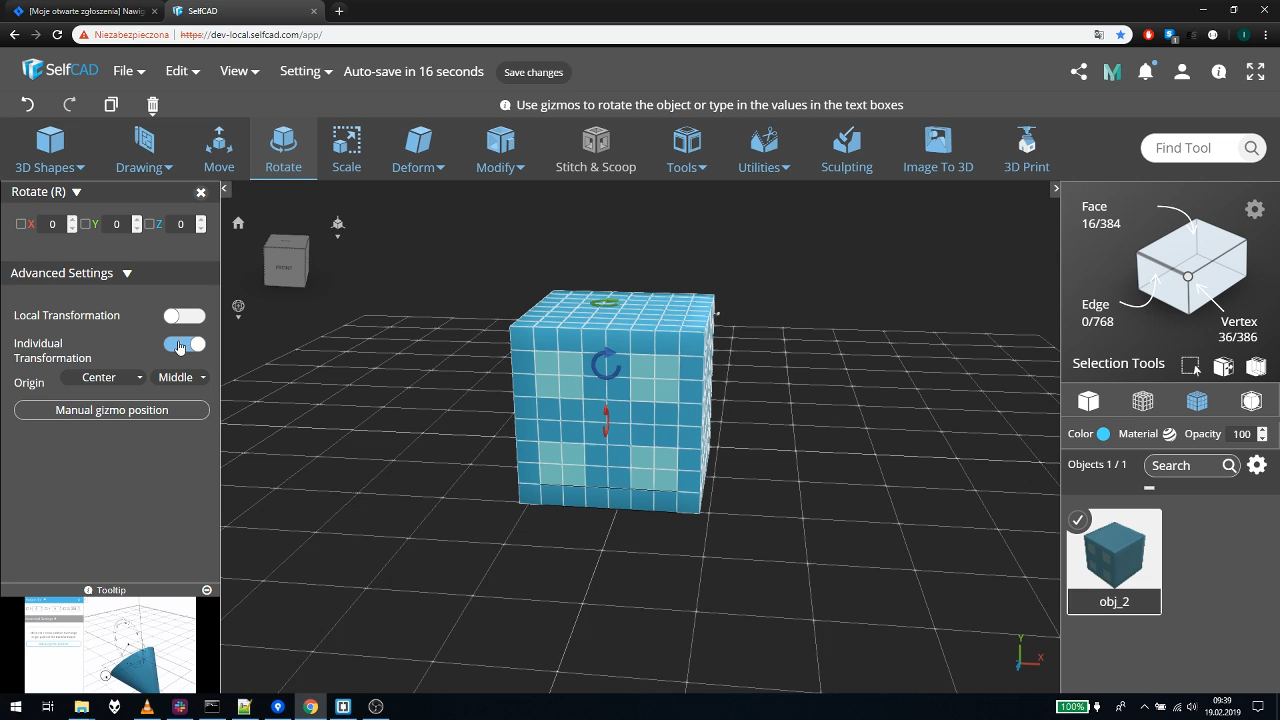 [Moje otwarte zgłoszenia] Nawig
SelfCAD
Niezabezpieczona https://dev-local.selfcad.com/app/
SelfCAD File Edit View Setting Auto-save in 16 seconds Save changes
Use gizmos to rotate the object or type in the values in the text boxes
3D Shapes Drawing Move Rotate Scale Deform Modify Stitch & Scoop Tools Utilities Sculpting Image To 3D 3D Print
Find Tool
Rotate (R)
X 0 Y 0 Z 0
Advanced Settings
Local Transformation
Individual
Transformation
Origin Center Middle
Manual gizmo position
Tooltip
FRONT
Face
16/384
Edge
0/768
Vertex
36/386
Selection Tools
Color Material Opacity 100
Objects 1 / 1 Search
obj_2
Y
X
Z
100%
09:39
19.02.2019